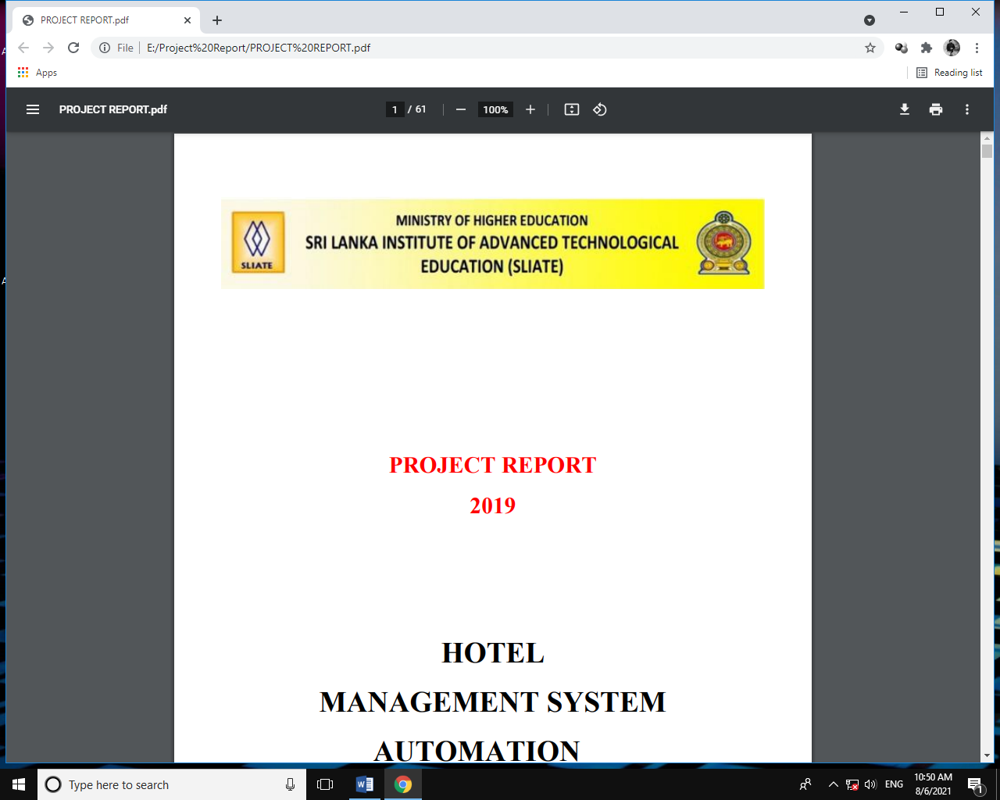 PROJECT REPORT.pdf
File
E:/Project%20Report/PROJECT%20REPORT.pdf
Apps
Reading list
PROJECT REPORT.pdf
1 / 61
100%
SLIATE
MINISTRY OF HIGHER EDUCATION
SRI LANKA INSTITUTE OF ADVANCED TECHNOLOGICAL
EDUCATION (SLIATE)
PROJECT REPORT
2019
HOTEL
MANAGEMENT SYSTEM
AUTOMATION
Type here to search
ENG
10:50 AM
8/6/2021
1